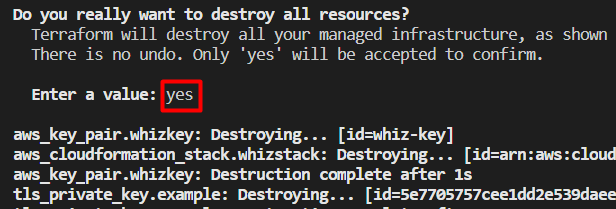 Do you really want to destroy all resources?
Terraform will destroy all your managed infrastructure, as shown
There is no undo. Only 'yes' will be accepted to confirm.
Enter a value: yes
aws_key_pair.whizkey: Destroying... [id=whiz-key]
aws_cloudformation_stack.whizstack: Destroying... [id=arn:aws:cloud
aws_key_pair.whizkey: Destruction complete after 1s
tls_private_key.example: Destroying... [id=5e7705757cee1dd2e539daee